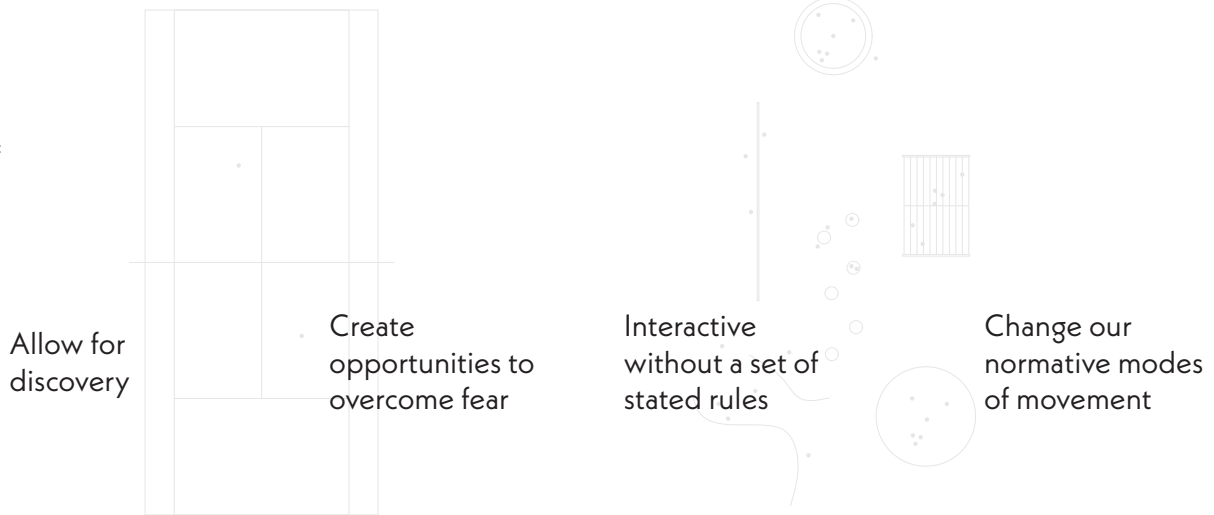 Allow for
discovery
Create
opportunities to
overcome fear
Interactive
without a set of
stated rules
Change our
normative modes
of movement